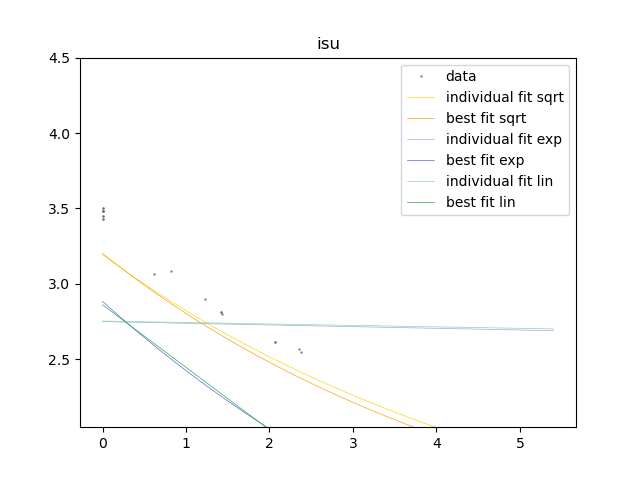 isu
4.5
4.0
3.5
3.0
2.5
data
individual fit sqrt
best fit sqrt
individual fit exp
best fit exp
individual fit lin
best fit lin
0 1 2 3 4 5